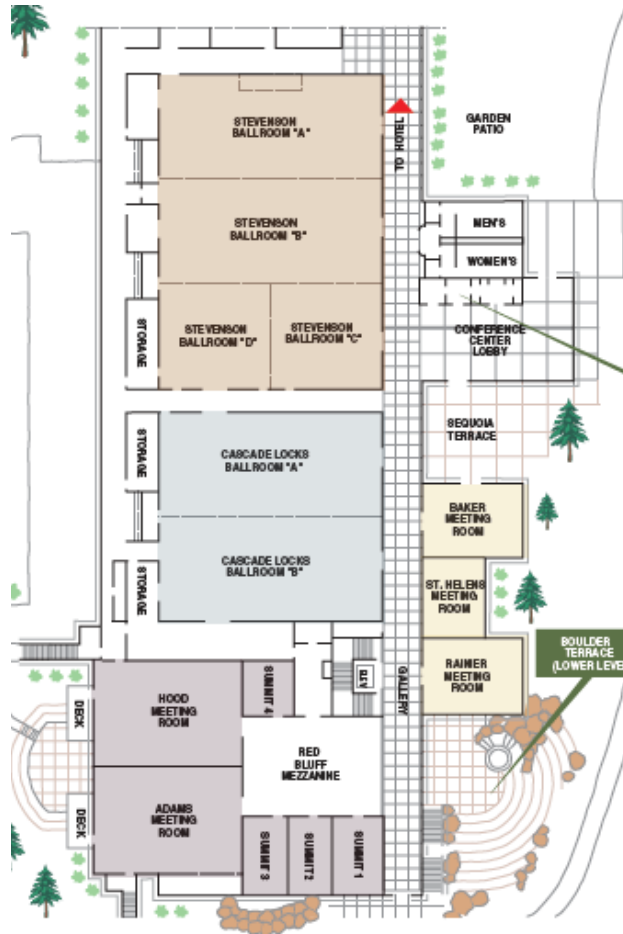 STEVENSON
BALLROOM "A"
TO HOTEL
GARDEN
PATIO
STEVENSON
BALLROOM "B"
MEN'S
WOMEN'S
STORAGE
STEVENSON
BALLROOM "D"
STEVENSON
BALLROOM "C"
CONFERENCE
CENTER
LOBBY
SEQUOIA
TERRACE
STORAGE
CASCADE LOCKS
BALLROOM "A"
BAKER
MEETING
ROOM
CASCADE LOCKS
BALLROOM "B"
STORAGE
ST. HELENS
MEETING
ROOM
BOULDER
TERRACE
(LOWER LEVE
RAINIER
MEETING
ROOM
GALLERY
ELEV
SUMMIT 4
HOOD
MEETING
ROOM
DECK
RED
BLUFF
MEZZANINE
ADAMS
MEETING
ROOM
DECK
SUMMIT 3
SUMMIT 2
SUMMIT 1